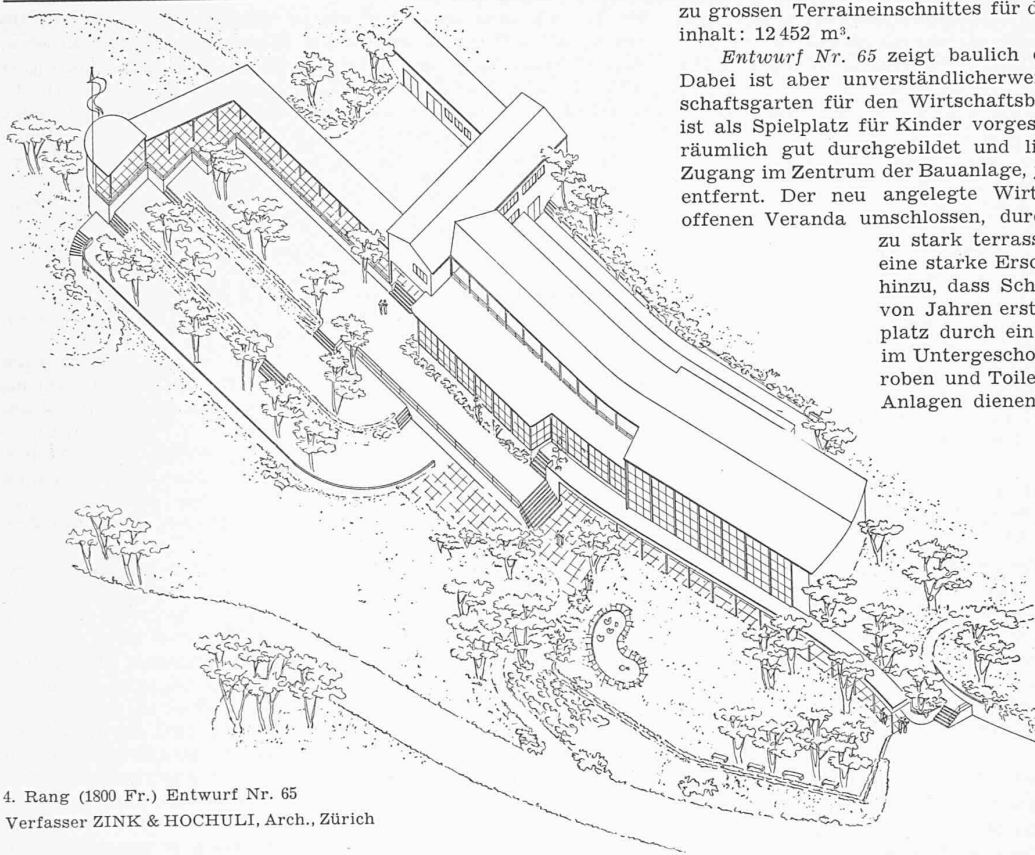 zu grossen Terraineinschnittes für d
inhalt: 12 452 m³.
Entwurf Nr. 65 zeigt baulich
Dabei ist aber unverständlicherwe
schaftsgarten für den Wirtschaftsb
ist als Spielplatz für Kinder vorges
räumlich gut durchgebildet und li
Zugang im Zentrum der Bauanlage,
entfernt. Der neu angelegte Wirt
offenen Veranda umschlossen, dur
zu stark terrass
eine starke Ersc
hinzu, dass Sch
von Jahren erst
platz durch ein
im Untergescho
roben und Toile
Anlagen dienen
4. Rang (1800 Fr.) Entwurf Nr. 65
Verfasser ZINK & HOCHULI, Arch., Zürich